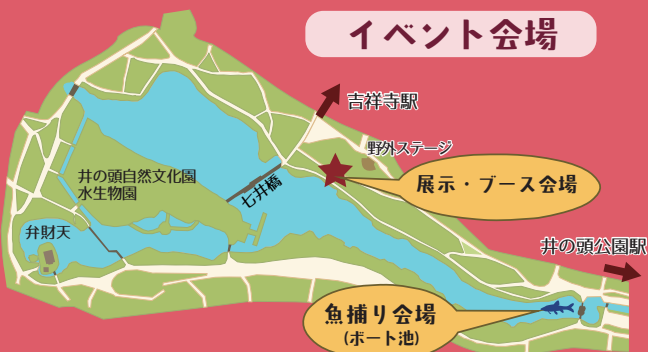 イベント会場
吉祥寺駅
野外ステージ
展示・ブース会場
井の頭自然文化園
水生物園
七井橋
弁財天
井の頭公園駅
魚捕り会場
(ボート池)